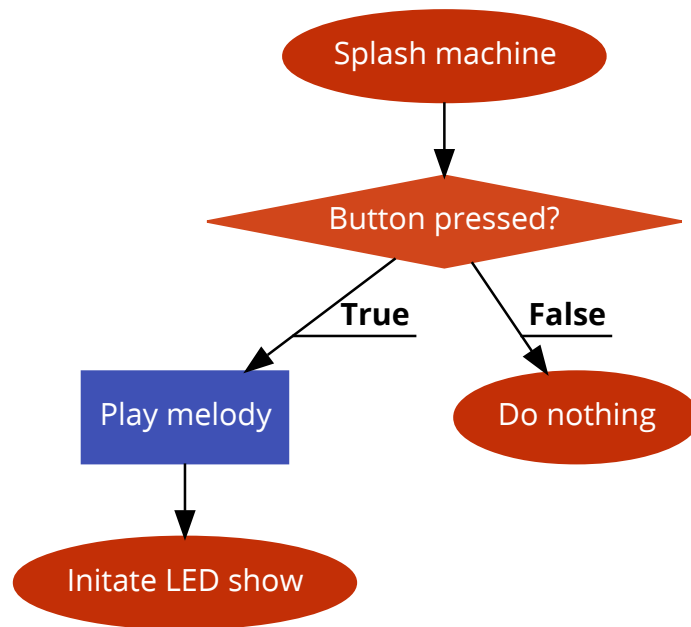 Splash machine
Button pressed?
True
False
Play melody
Do nothing
Initate LED show